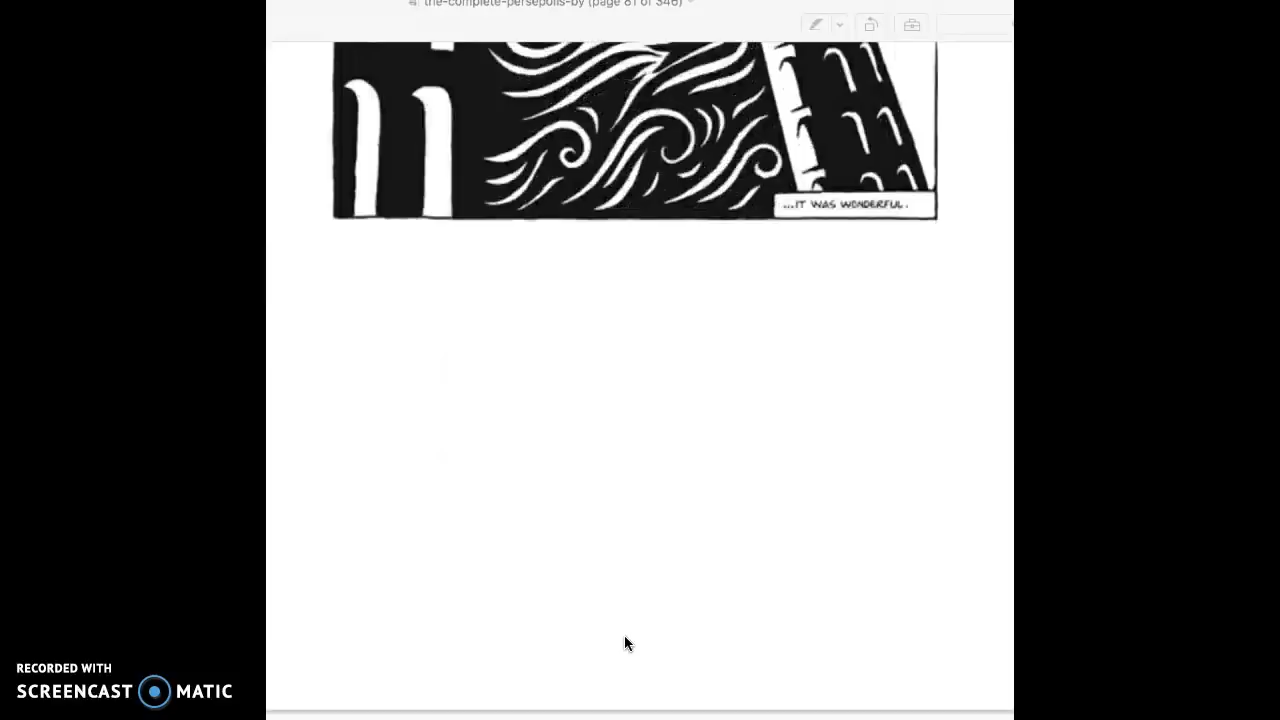 the-complete-persepolis-by (page 81 of 346)
...IT WAS WONDERFUL.
RECORDED WITH
SCREENCAST MATIC